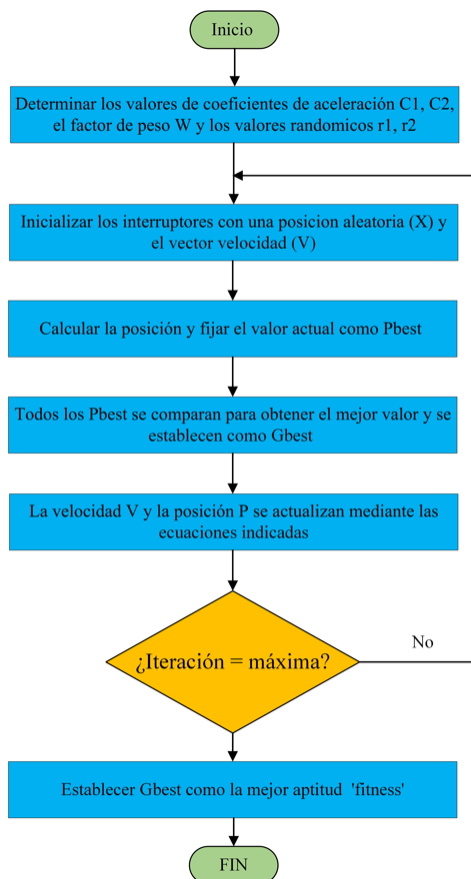 Inicio
Determinar los valores de coeficientes de aceleración C1, C2,
el factor de peso W y los valores randomicos r1, r2
Inicializar los interruptores con una posicion aleatoria (X) y
el vector velocidad (V)
Calcular la posición y fijar el valor actual como Pbest
Todos los Pbest se comparan para obtener el mejor valor y se
establecen como Gbest
La velocidad V y la posición P se actualizan mediante las
ecuaciones indicadas
¿Iteración = máxima?
No
Establecer Gbest como la mejor aptitud 'fitness'
FIN